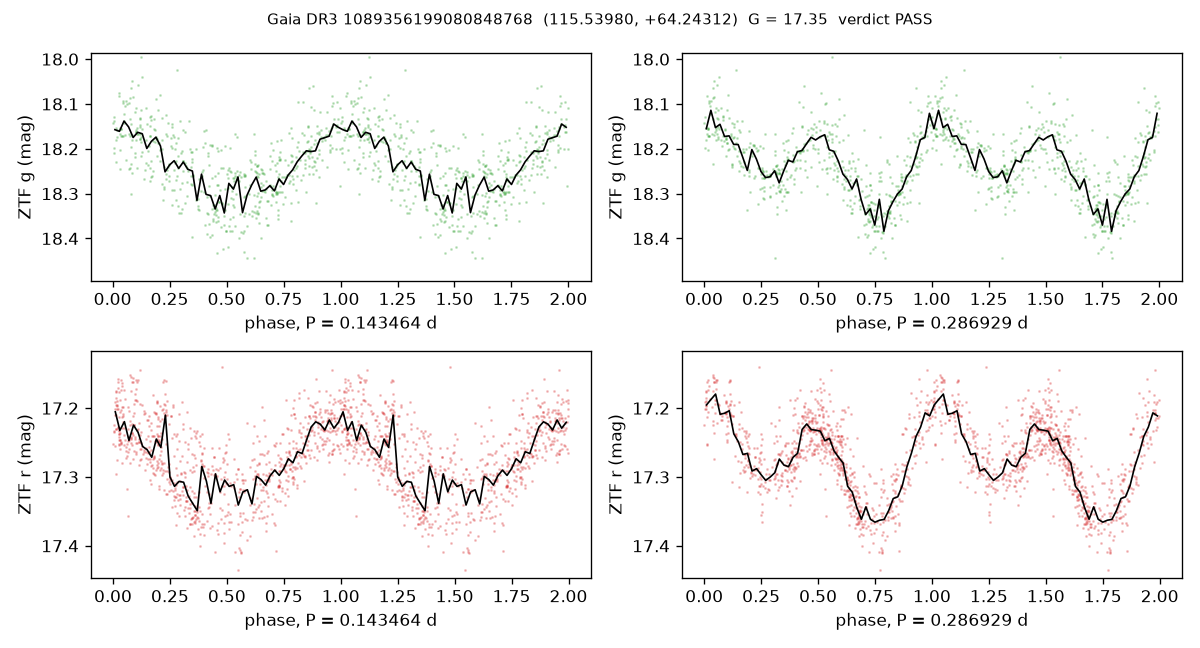 Gaia DR3 1089356199080848768  (115.53980, +64.24312)  G = 17.35  verdict PASS
ZTF g (mag)
18.0
18.1
18.2
18.3
18.4
0.00 0.25 0.50 0.75 1.00 1.25 1.50 1.75 2.00
phase, P = 0.143464 d
ZTF g (mag)
18.0
18.1
18.2
18.3
18.4
0.00 0.25 0.50 0.75 1.00 1.25 1.50 1.75 2.00
phase, P = 0.286929 d
ZTF r (mag)
17.2
17.3
17.4
0.00 0.25 0.50 0.75 1.00 1.25 1.50 1.75 2.00
phase, P = 0.143464 d
ZTF r (mag)
17.2
17.3
17.4
0.00 0.25 0.50 0.75 1.00 1.25 1.50 1.75 2.00
phase, P = 0.286929 d